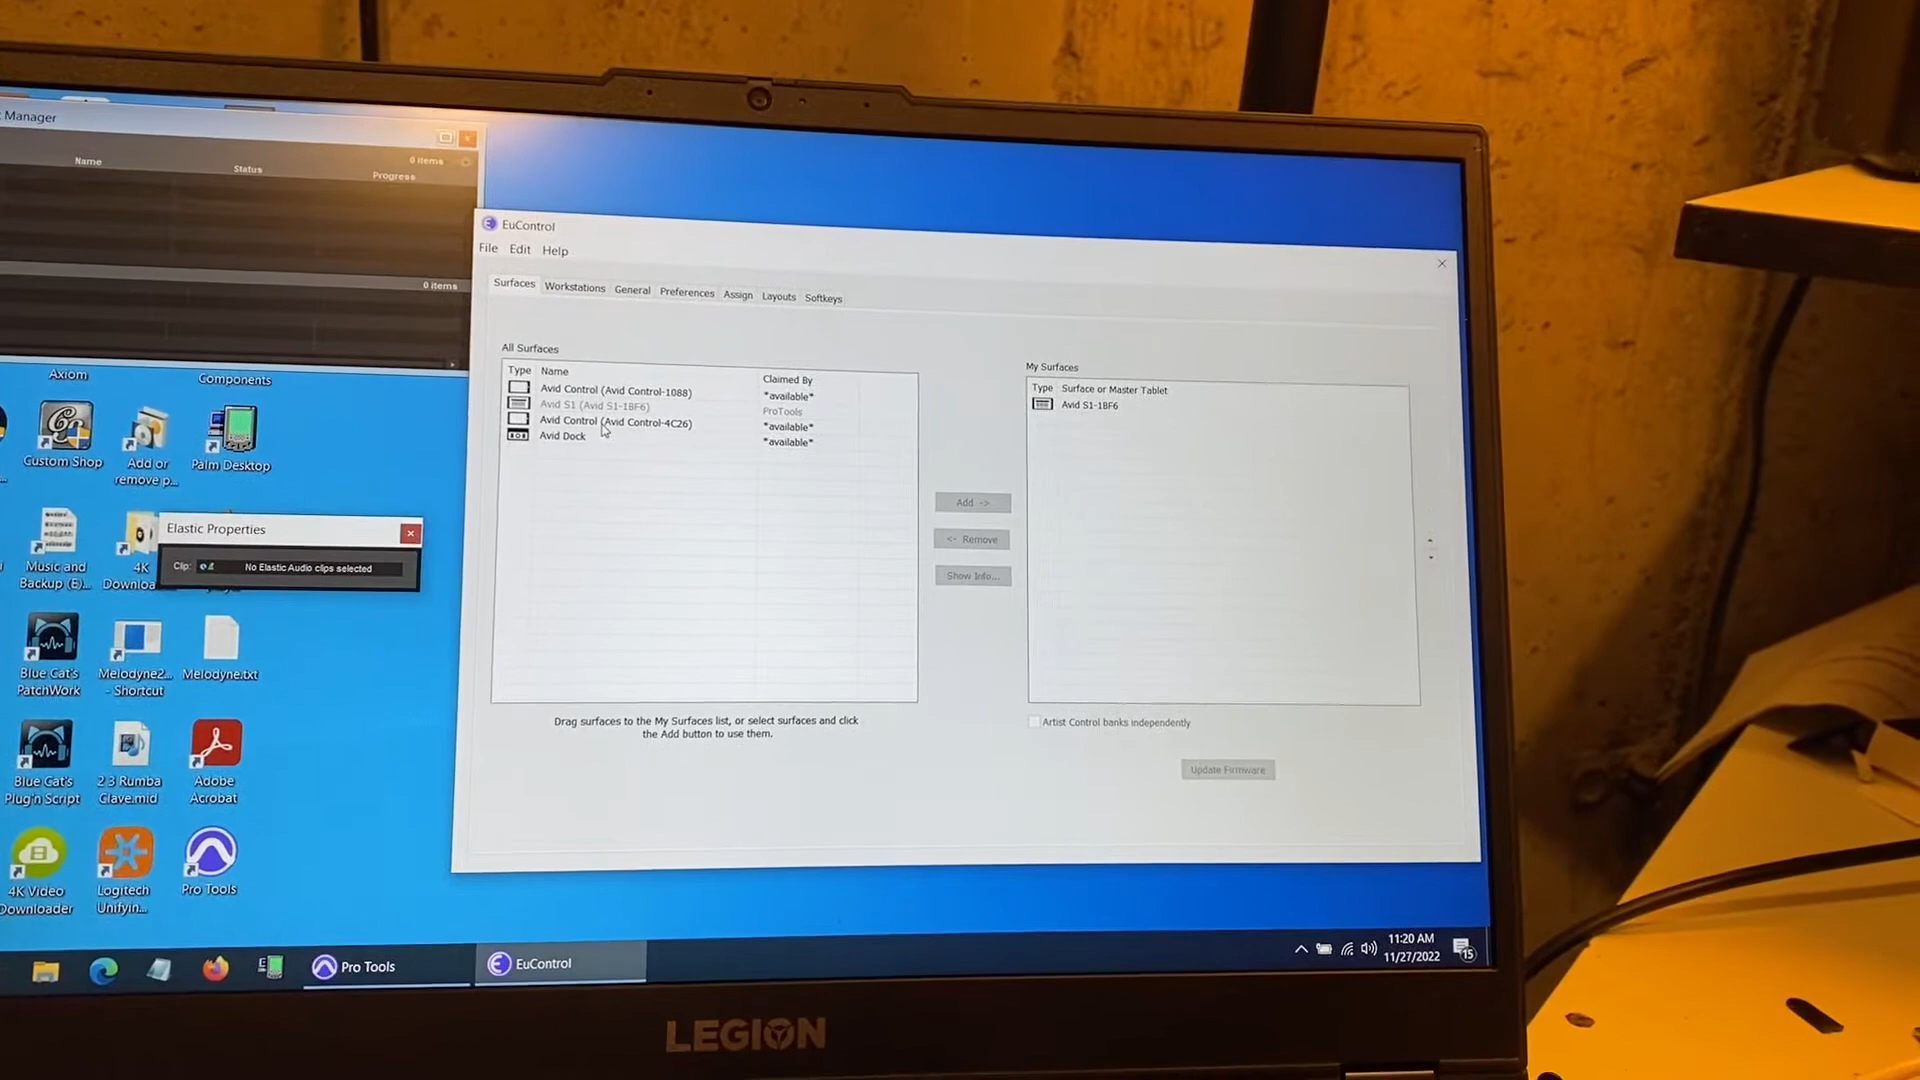 Manager
Name
Status
0 items
Progress
0 items
Axiom
Components
Custom Shop
Add or
remove p...
Palm Desktop
Music and
Backup (E)...
4K
Downloa
Elastic Properties
Clip:
No Elastic Audio clips selected
Blue Cat's
PatchWork
Melodyne2...
- Shortcut
Melodyne.txt
Blue Cat's
Plug'n Script
2 3 Rumba
Clave.mid
Adobe
Acrobat
4K Video
Downloader
Logitech
Unifyin...
Pro Tools
EuControl
File Edit Help
Surfaces Workstations General Preferences Assign Layouts Softkeys
All Surfaces
Type Name Claimed By
Avid Control (Avid Control-1088) *available*
Avid S1 (Avid S1-1BF6) ProTools
Avid Control (Avid Control-4C26) *available*
Avid Dock *available*
Add ->
<- Remove
Show Info...
Drag surfaces to the My Surfaces list, or select surfaces and click
the Add button to use them.
My Surfaces
Type Surface or Master Tablet
Avid S1-1BF6
Artist Control banks independently
Update Firmware
Pro Tools
EuControl
11:20 AM
11/27/2022
15
LEGION